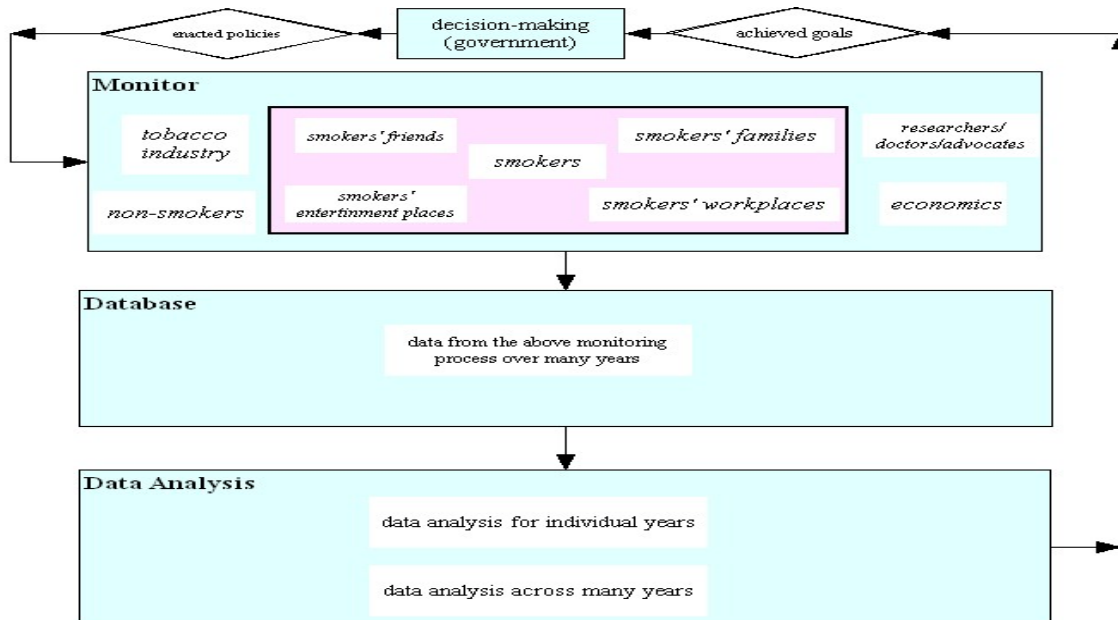 enacted policies
decision-making
(government)
achieved goals
Monitor
tobacco
industry
smokers' friends
smokers
smokers' families
researchers/
doctors/advocates
non-smokers
smokers'
entertinment places
smokers' workplaces
economics
Database
data from the above monitoring
process over many years
Data Analysis
data analysis for individual years
data analysis across many years